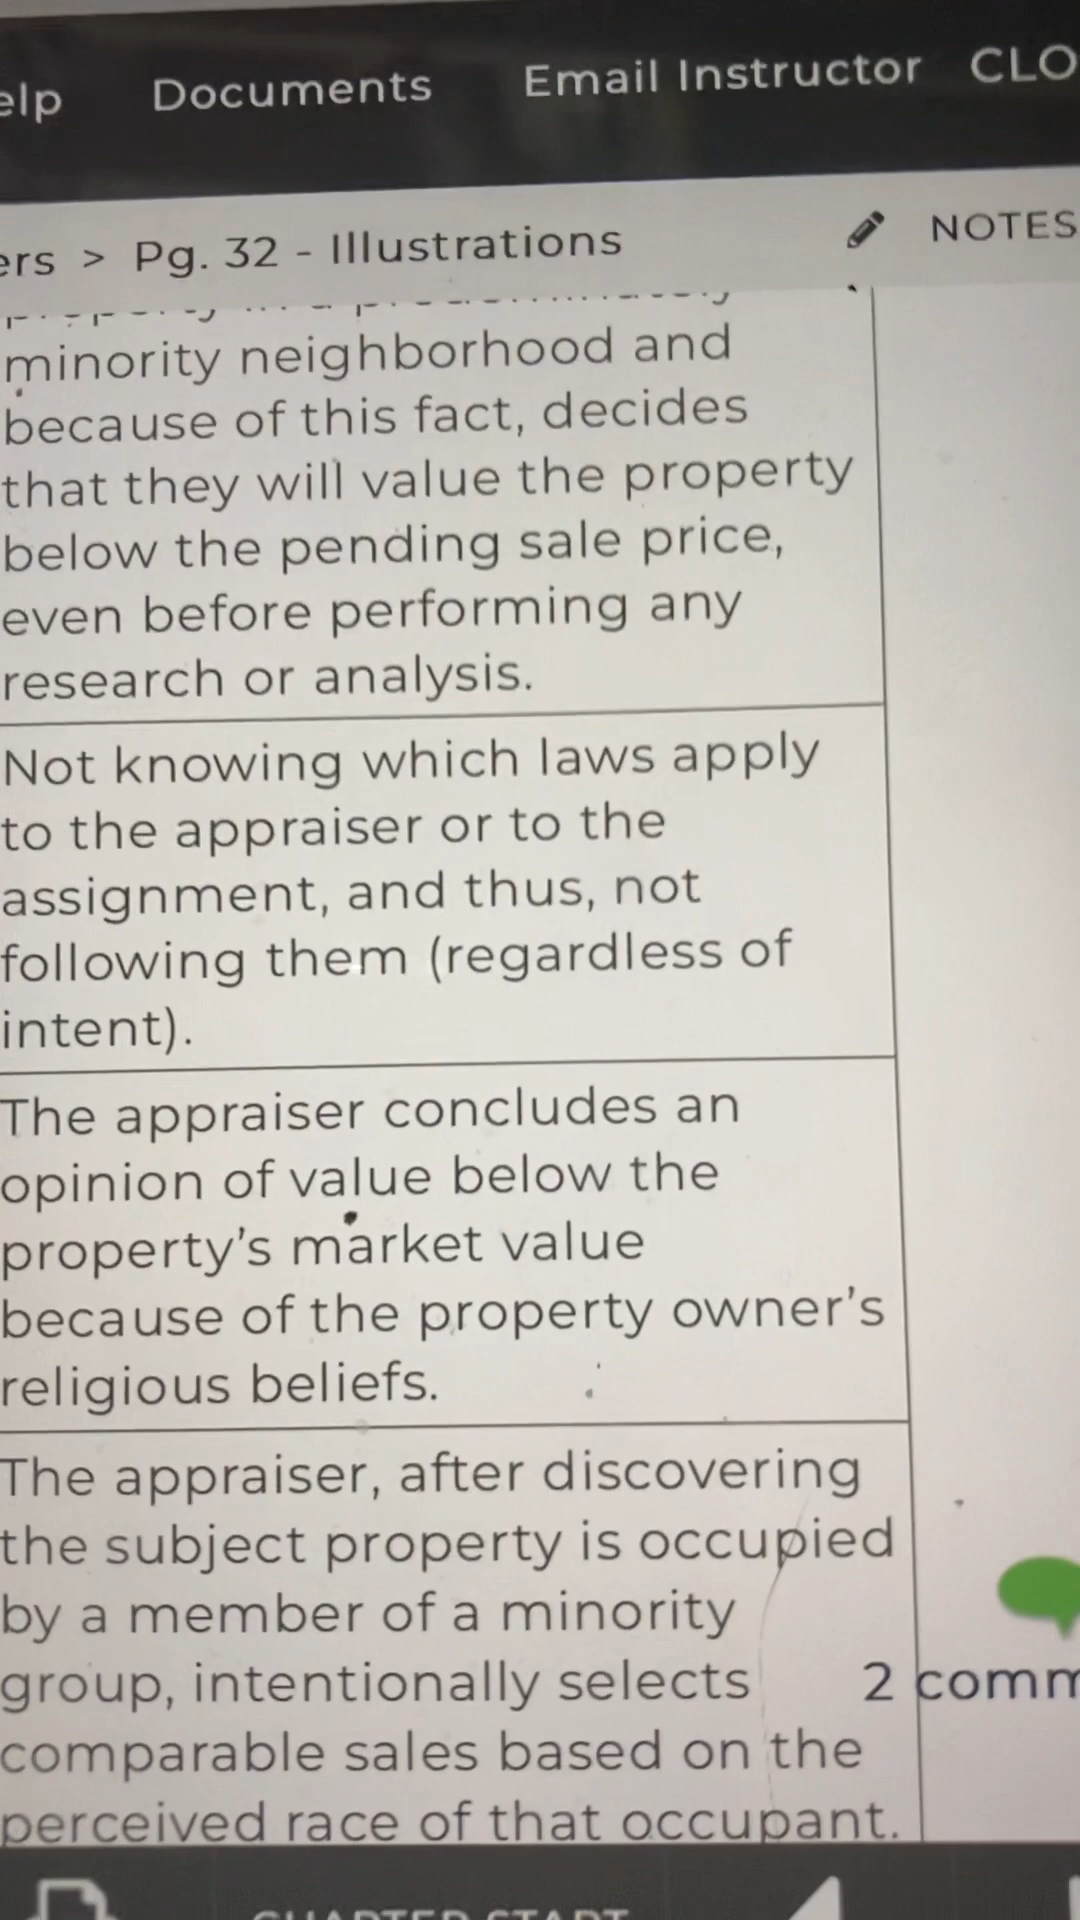 elp Documents Email Instructor CLO
ers > Pg. 32 - Illustrations NOTES
minority neighborhood and
because of this fact, decides
that they will value the property
below the pending sale price,
even before performing any
research or analysis.
Not knowing which laws apply
to the appraiser or to the
assignment, and thus, not
following them (regardless of
intent).
The appraiser concludes an
opinion of value below the
property's market value
because of the property owner's
religious beliefs.
The appraiser, after discovering
the subject property is occupied
by a member of a minority
group, intentionally selects
2 comm
comparable sales based on the
perceived race of that occupant.
CHAPTER START